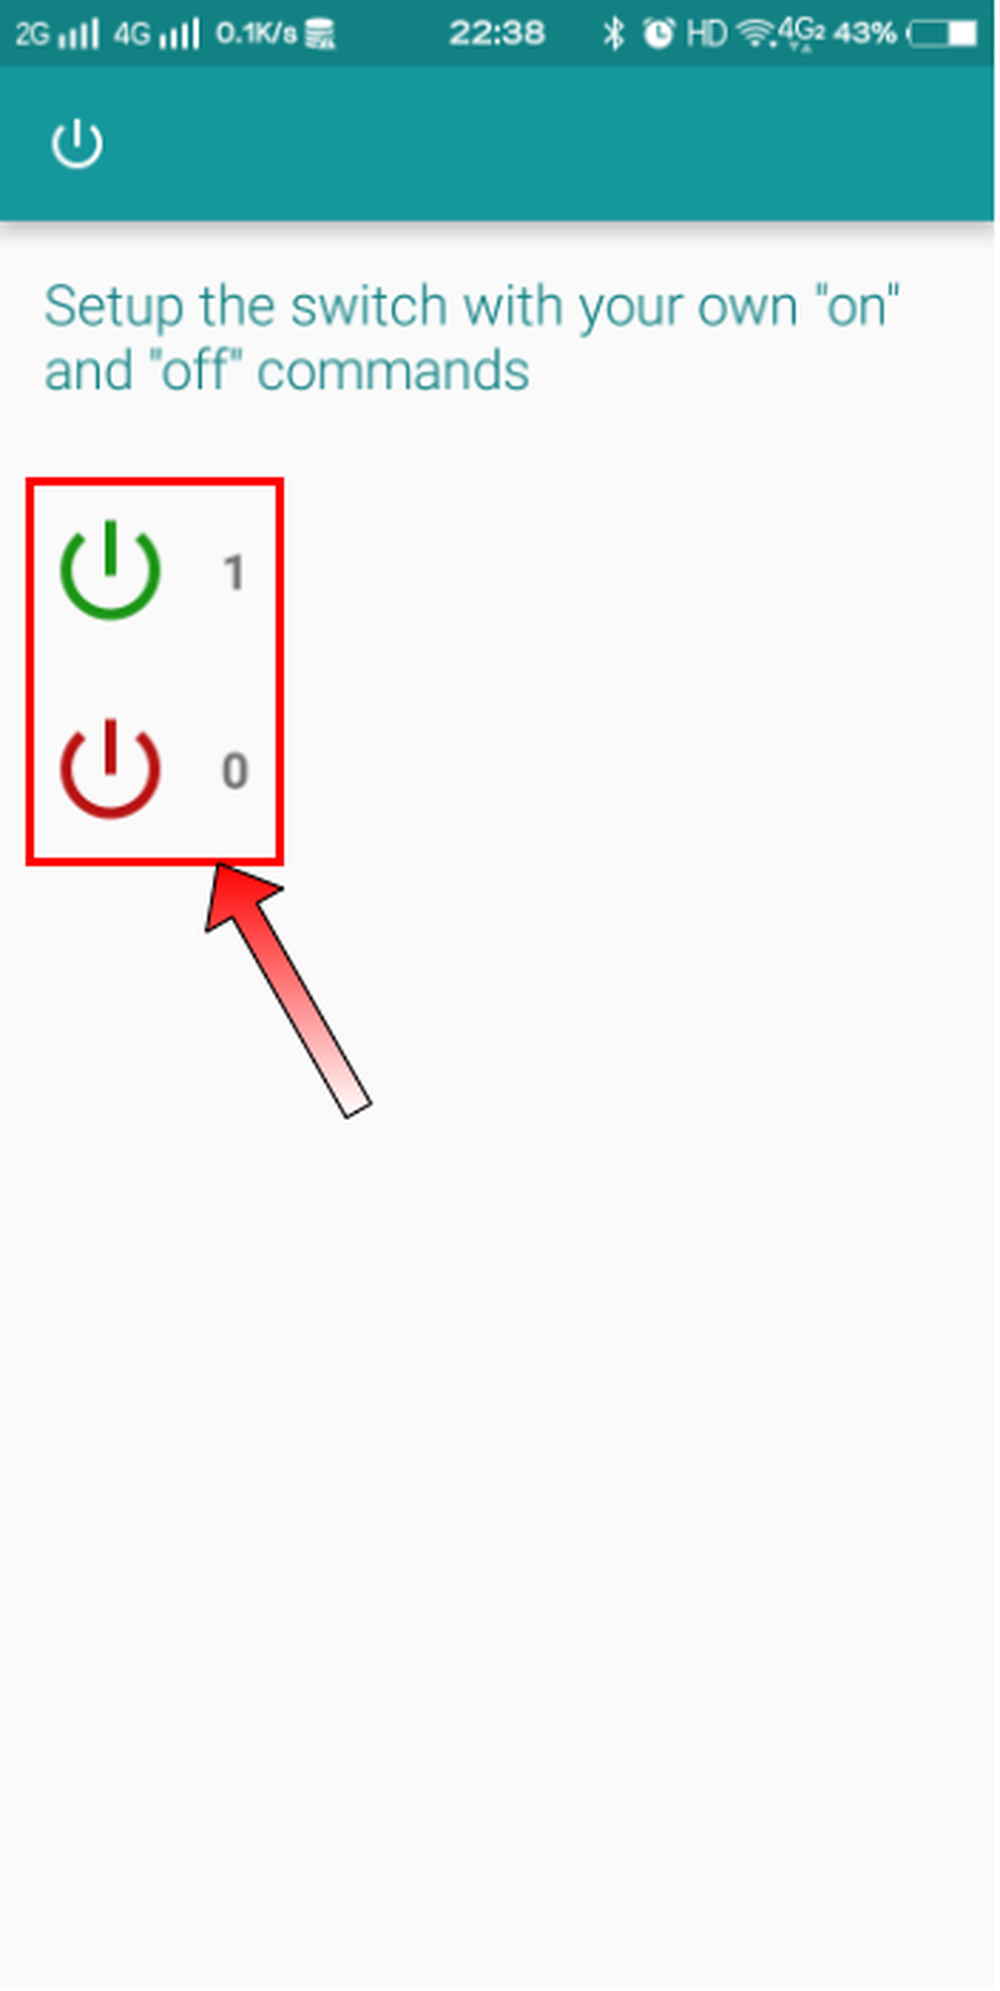 2G 4G 0.1K/s 22:38 HD 4G2 43%
Setup the switch with your own "on"
and "off" commands
1
0